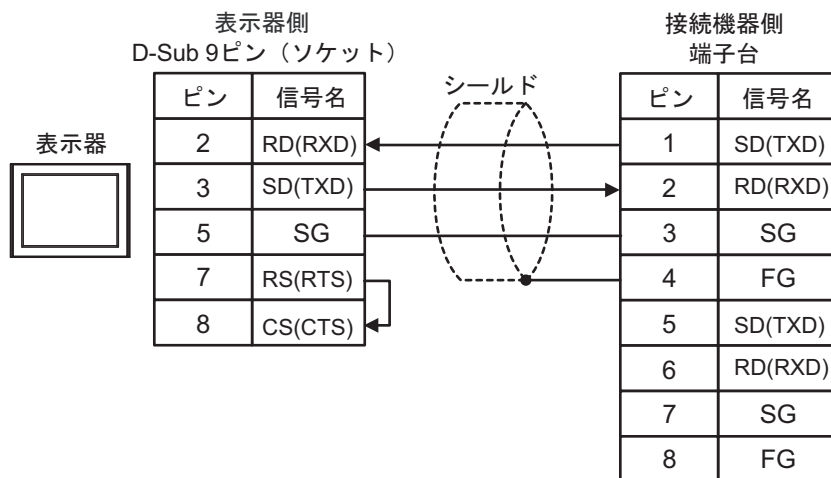 表示器側
D-Sub 9ピン（ソケット）
接続機器側
端子台
表示器
シールド
ピン 信号名
2 RD(RXD)
3 SD(TXD)
5 SG
7 RS(RTS)
8 CS(CTS)
ピン 信号名
1 SD(TXD)
2 RD(RXD)
3 SG
4 FG
5 SD(TXD)
6 RD(RXD)
7 SG
8 FG